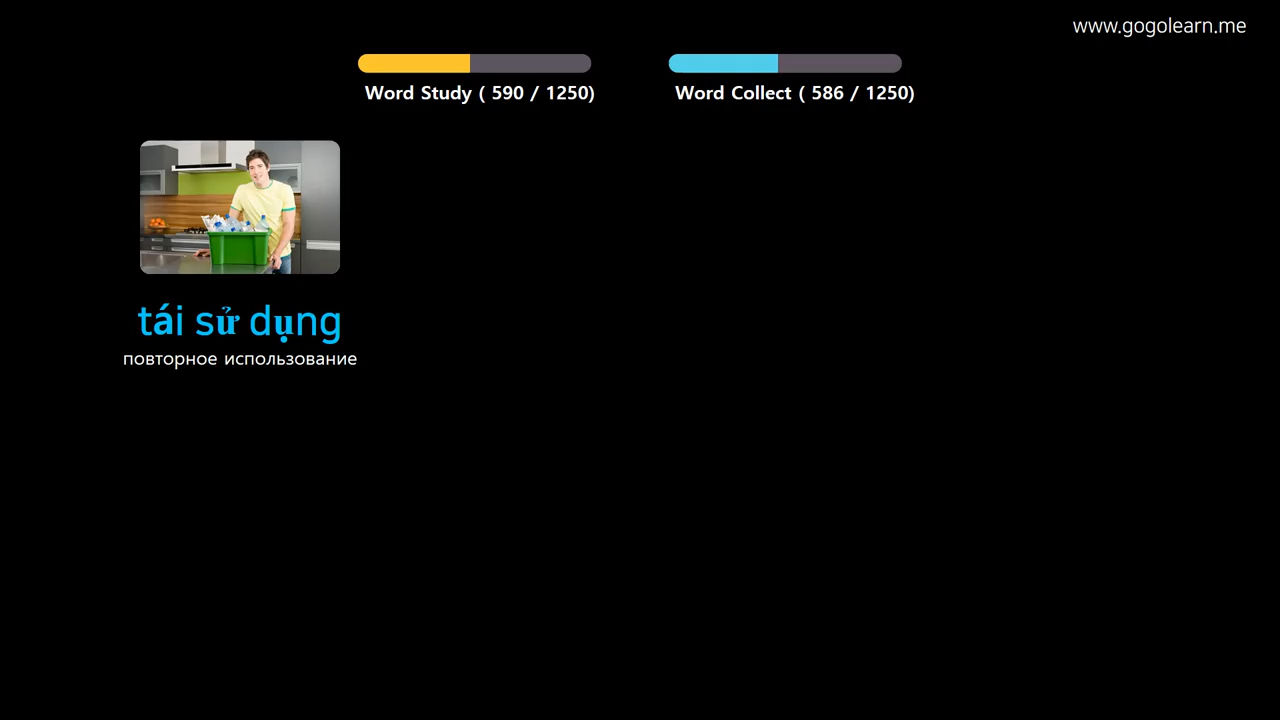 www.gogolearn.me
Word Study ( 590 / 1250)
Word Collect ( 586 / 1250)
tái sử dụng
повторное использование